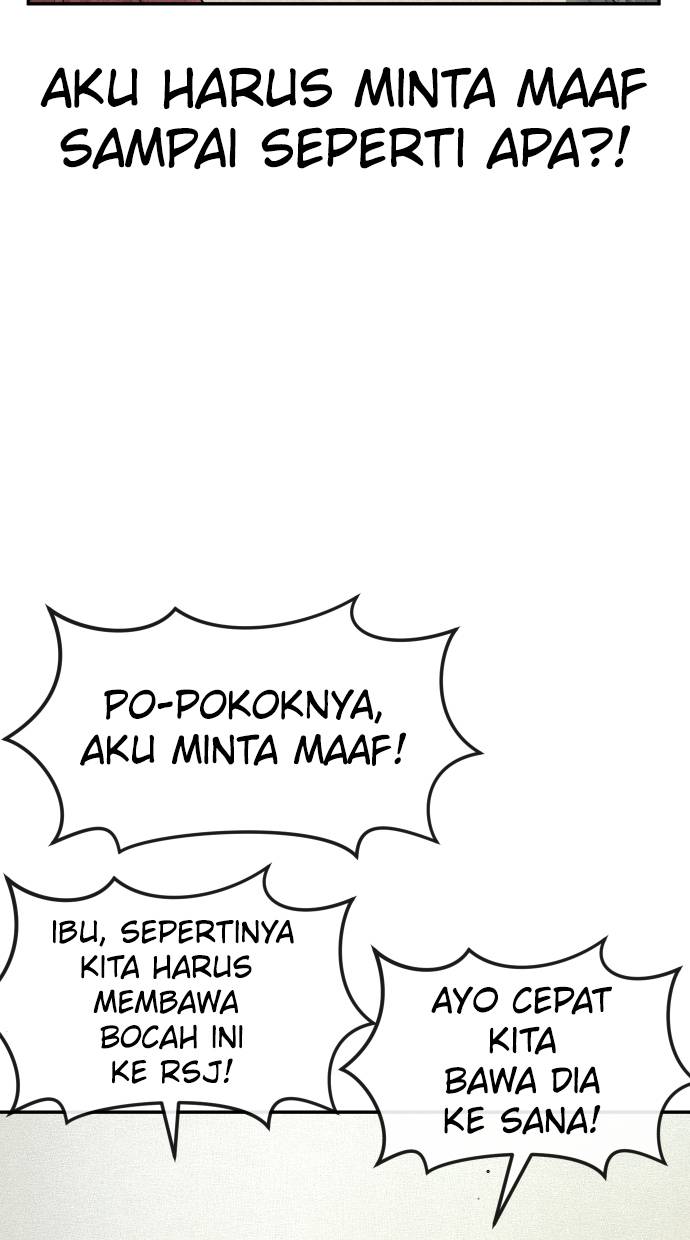 AKU HARUS MINTA MAAF
SAMPAI SEPERTI APA?!
PO-POKOKNYA,
AKU MINTA MAAF!
IBU, SEPERTINYA
KITA HARUS
MEMBAWA
BOCAH INI
KE RSJ!
AYO CEPAT
KITA
BAWA DIA
KE SANA!